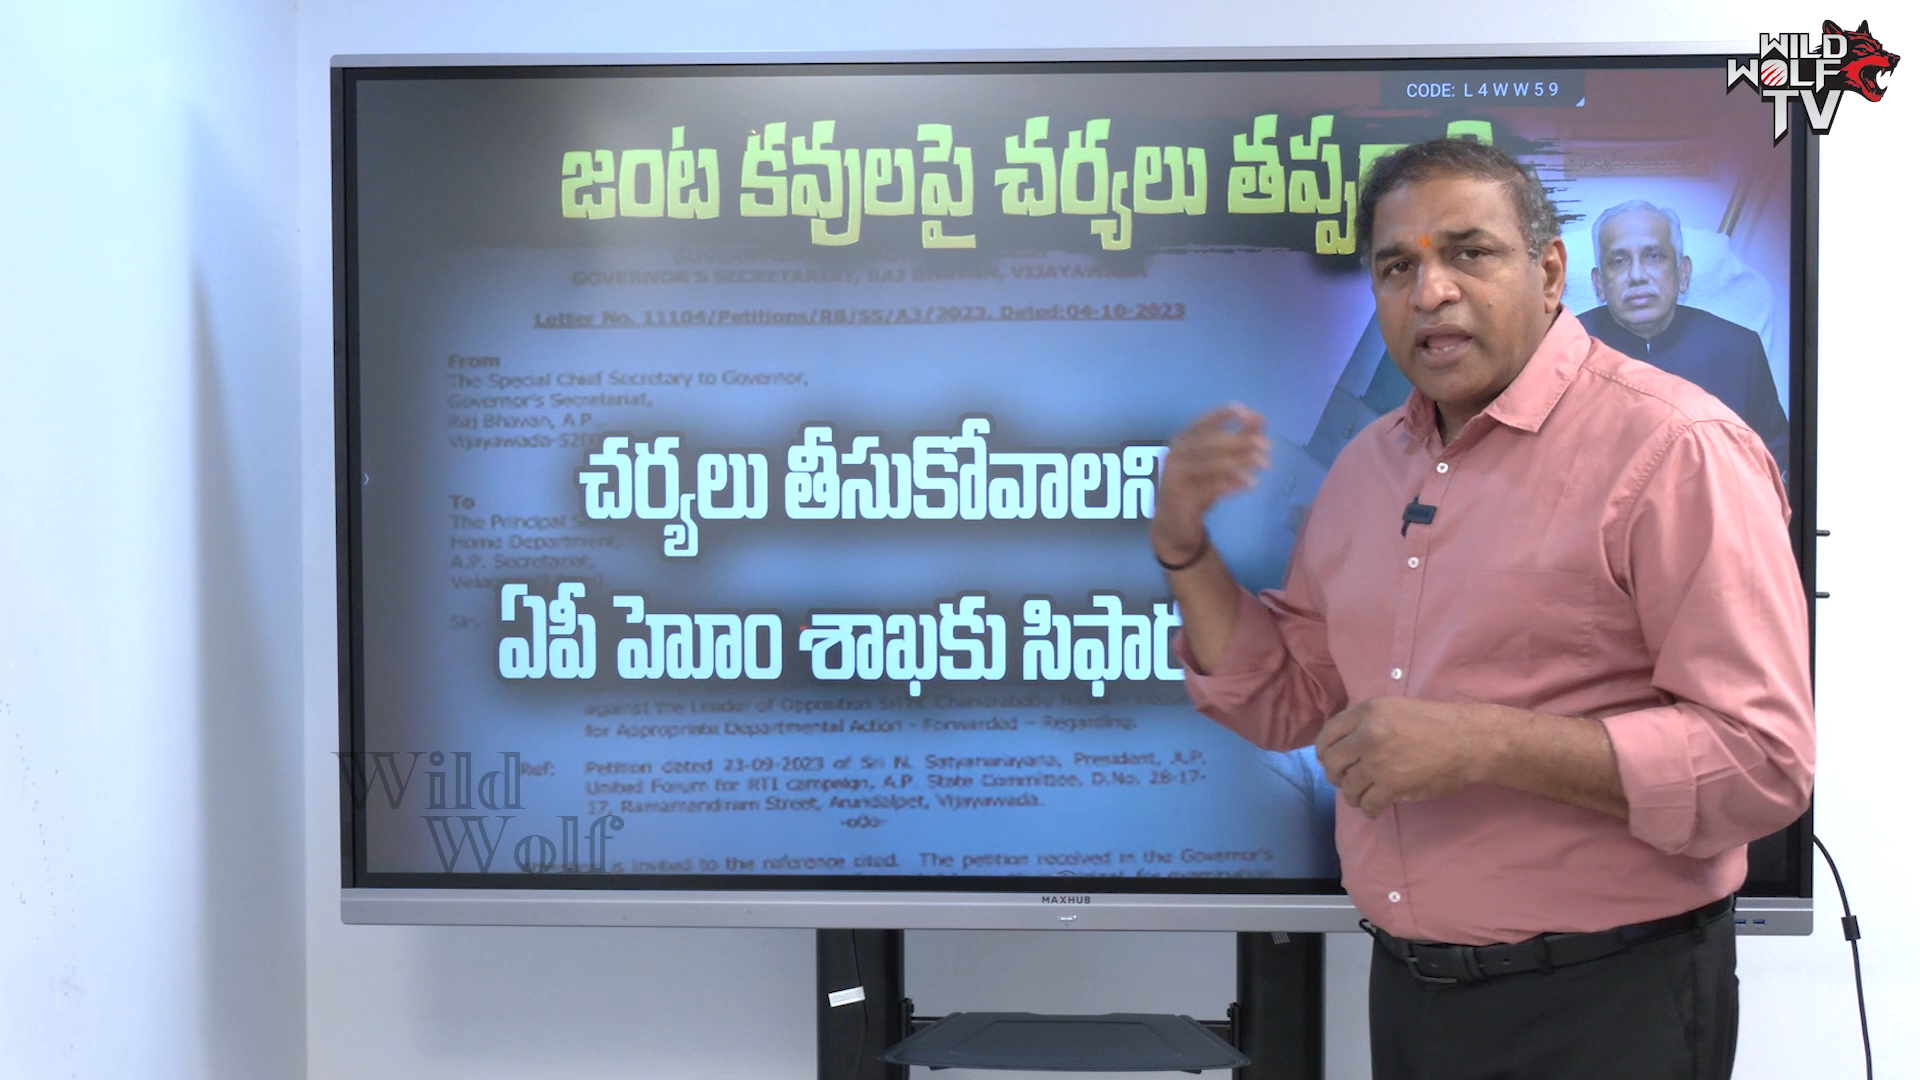 WILD
WOLF
TV
CODE: L4WW59
జంట కవులపై చర్యలు
GOVERNOR'S SECRETARIAT, RAJ BHAVAN, VIJAYAWADA
Letter No. 11104/Petitions/RB/SS/A3/2023, Dated:04-10-2023
From
The Special Chief Secretary to Governor,
Governor's Secretariat,
Raj Bhavan, A.P.
చర్యలు తీసుకోవాలని
To
The Principal
Home Department,
A.P. Secretariat,
ఏపీ హెూం శాఖకు
Sir,
against the Leader of Opposition
for Appropriate Departmental Action - Forwarded - Regarding.
Ref: Petition dated 23-09-2023 of Sri N. Satyanarayana, President, A.P.
United Forum for RTI campaign, A.P. State Committee, D.No. 28-17-
17, Ramamandiram Street, Arundalpet, Vijayawada.
-o0o-
is invited to the reference cited. The petition received in the Governor's
for examination
Wild
Wolf
MAXHUB